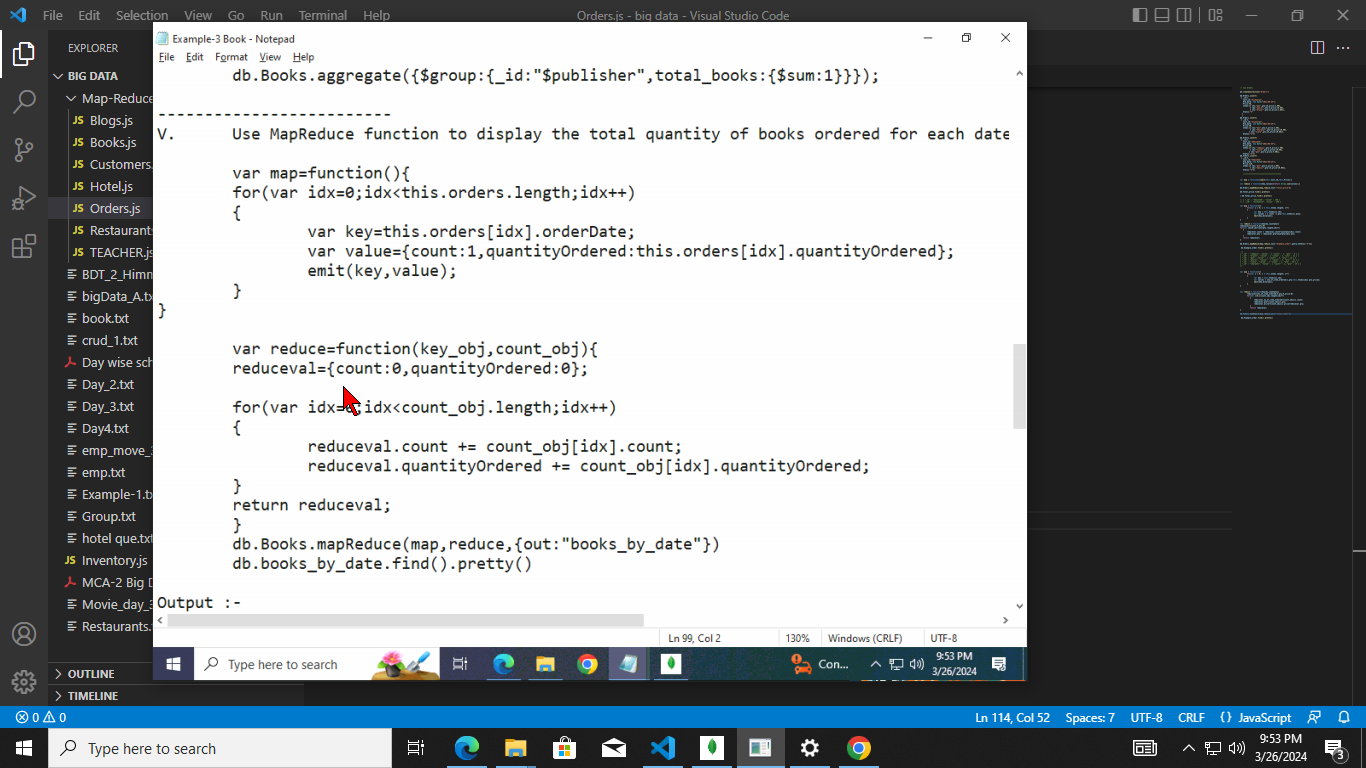 File Edit Selection View Go Run Terminal Help
Orders.js - big data - Visual Studio Code
EXPLORER
BIG DATA
Map-Reduce
JS Blogs.js
JS Books.js
JS Customers.
JS Hotel.js
JS Orders.js
JS Restaurant
JS TEACHER.js
BDT_2_Himm
bigData_A.tx
book.txt
crud_1.txt
Day wise sch
Day_2.txt
Day_3.txt
Day4.txt
emp_move_3
emp.txt
Example-1.tx
Group.txt
hotel que.txt
JS Inventory.js
MCA-2 Big D
Movie_day_3
Restaurants.
OUTLINE
TIMELINE
Example-3 Book - Notepad
File Edit Format View Help
db.Books.aggregate({$group:{_id:"$publisher",total_books:{$sum:1}}});
-------------------------
V. Use MapReduce function to display the total quantity of books ordered for each date
var map=function(){
for(var idx=0;idx<this.orders.length;idx++)
{
var key=this.orders[idx].orderDate;
var value={count:1,quantityOrdered:this.orders[idx].quantityOrdered};
emit(key,value);
}
}
var reduce=function(key_obj,count_obj){
reduceval={count:0,quantityOrdered:0};
for(var idx=0;idx<count_obj.length;idx++)
{
reduceval.count += count_obj[idx].count;
reduceval.quantityOrdered += count_obj[idx].quantityOrdered;
}
return reduceval;
}
db.Books.mapReduce(map,reduce,{out:"books_by_date"})
db.books_by_date.find().pretty()
Output :-
Ln 99, Col 2 130% Windows (CRLF) UTF-8
Type here to search
Con...
9:53 PM
3/26/2024
0 0
Ln 114, Col 52 Spaces: 7 UTF-8 CRLF {} JavaScript
Type here to search
9:53 PM
3/26/2024
3